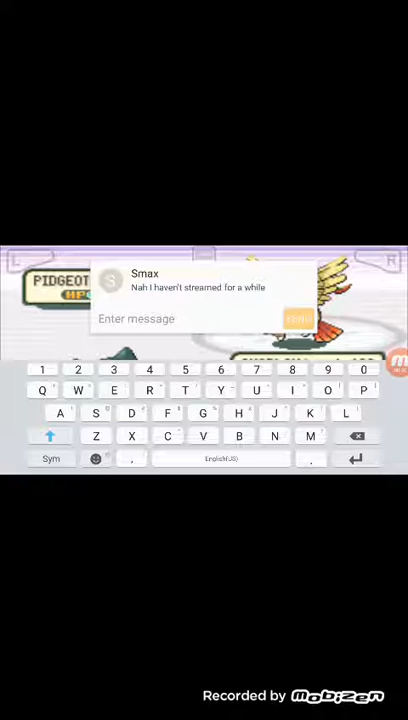 L
R
PIDGEOT
HP
S
Smax
Nah I haven't streamed for a while
Enter message
1 2 3 4 5 6 7 8 9 0
Q W E R T Y U I O P
A S D F G H J K L
Z X C V B N M
Sym , English(US) .
Recorded by mobizen